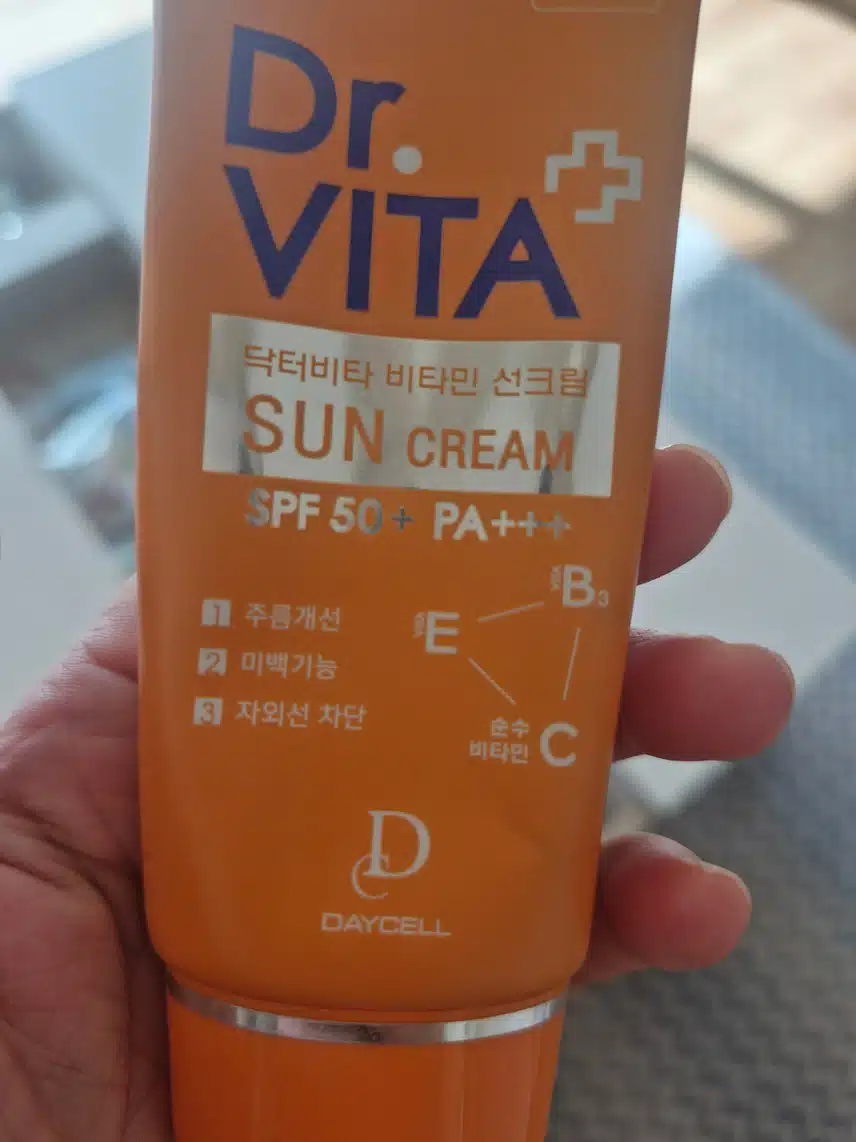 Dr.
VITA
닥터비타 비타민 선크림
SUN CREAM
SPF 50+ PA+++
1 주름개선
2 미백기능
3 자외선 차단
B3
E
순수
비타민 C
DC
DAYCELL